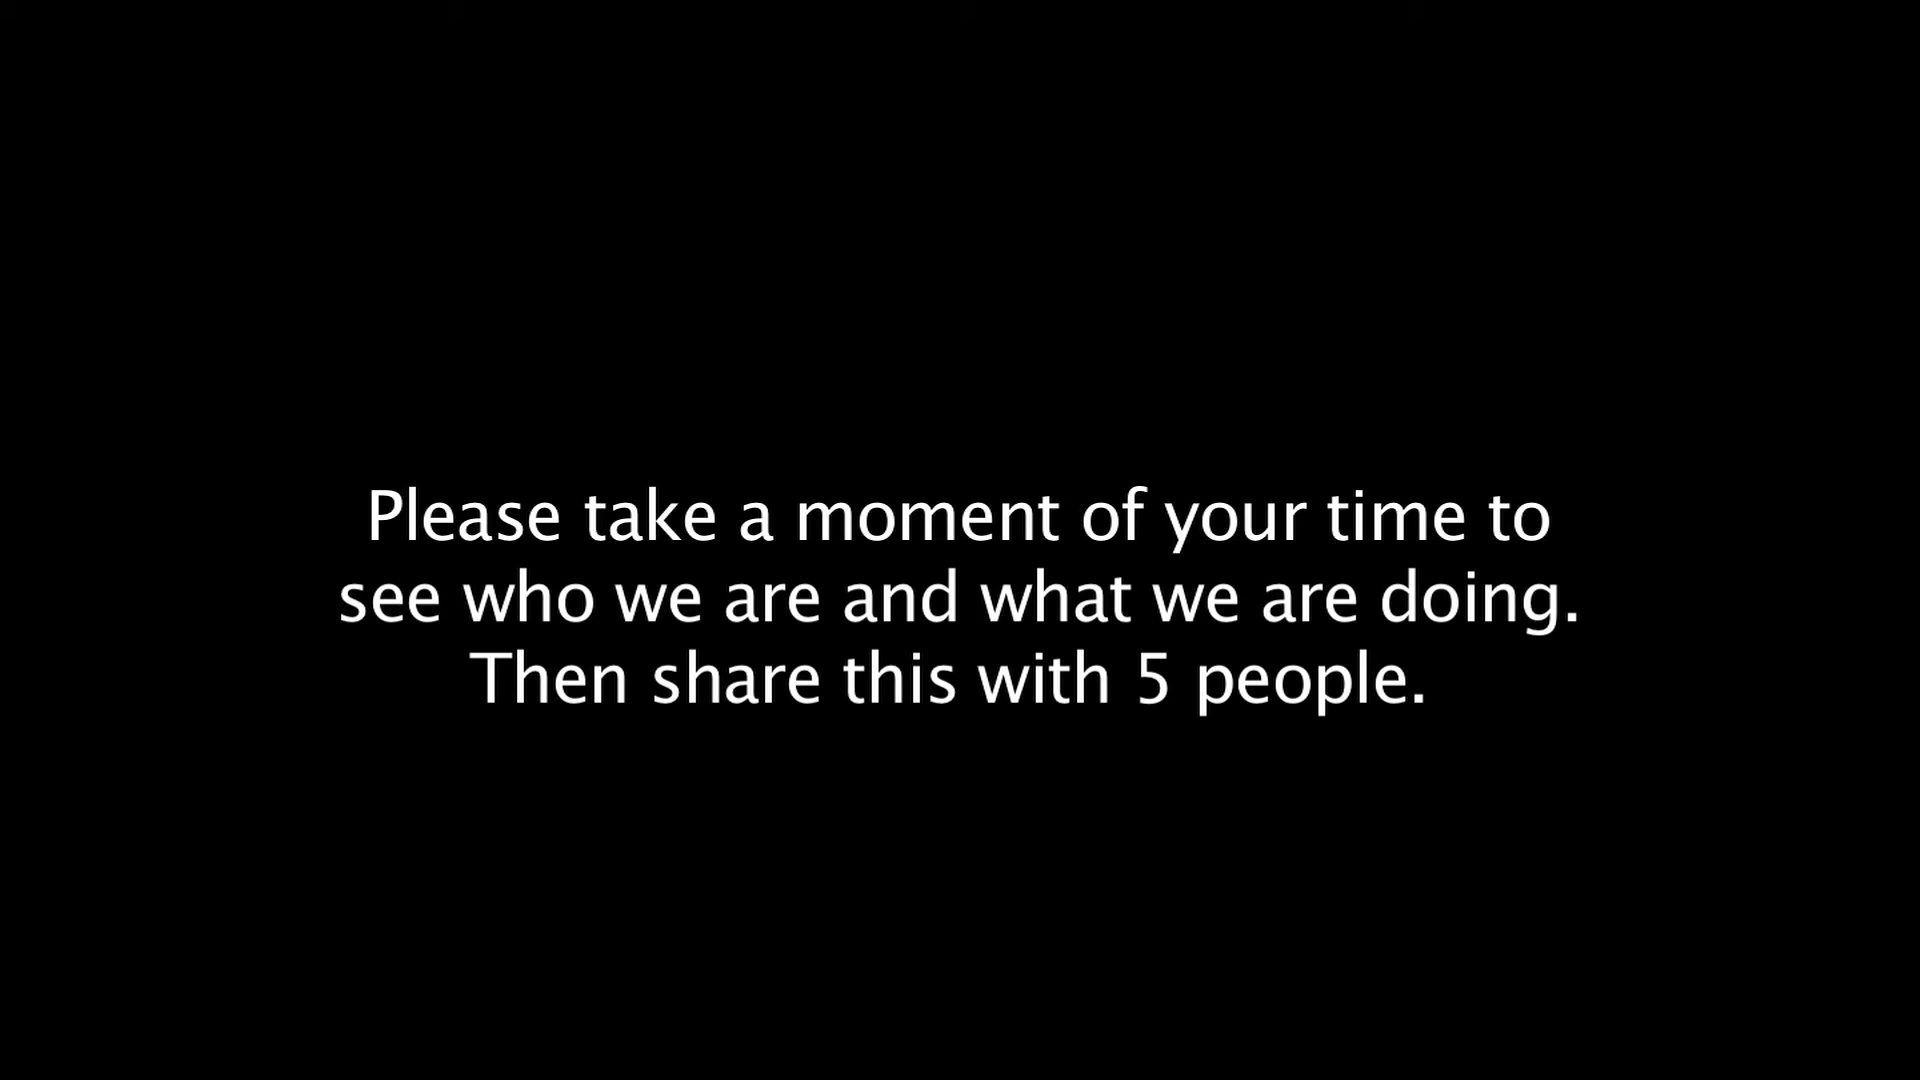 Please take a moment of your time to
see who we are and what we are doing.
Then share this with 5 people.